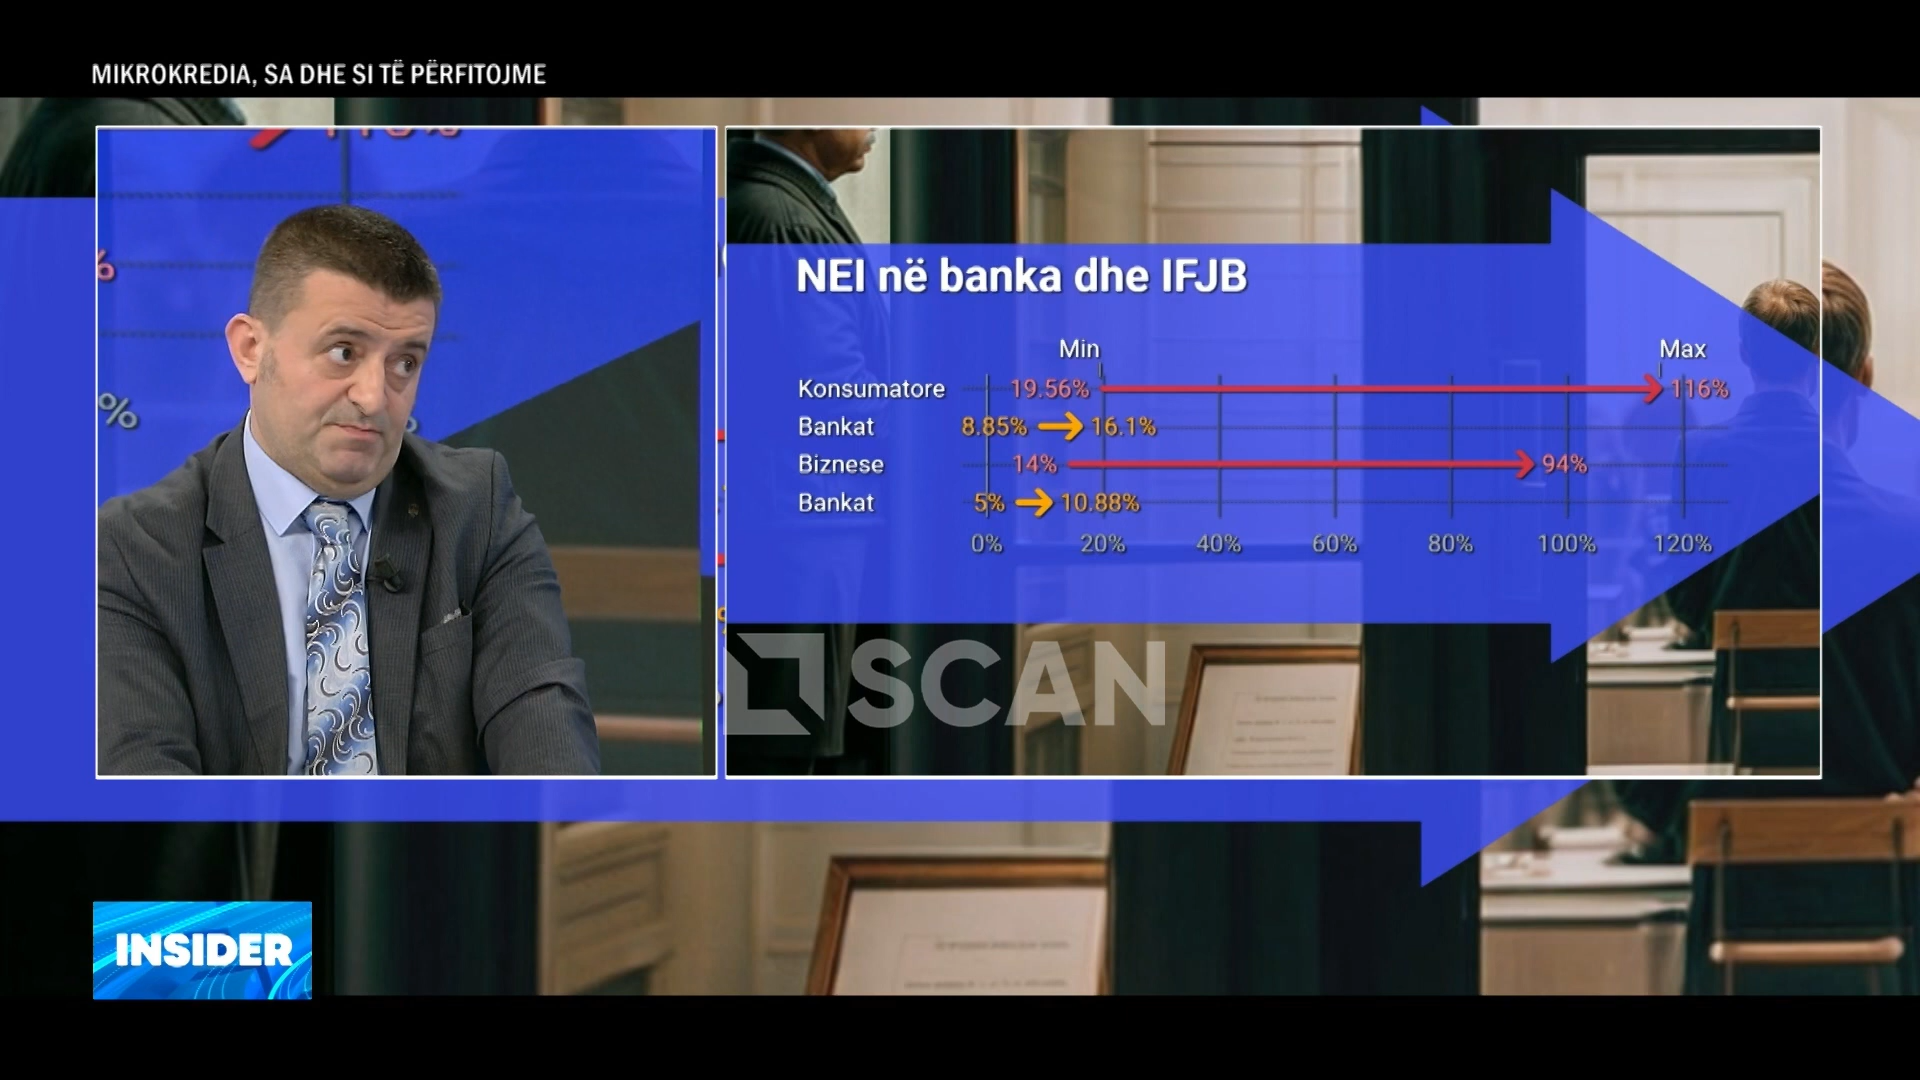 MIKROKREDIA, SA DHE SI TË PËRFITOJME
NEI në banka dhe IFJB
Min Max
Konsumatore 19.56% 116%
Bankat 8.85% 16.1%
Biznese 14% 94%
Bankat 5% 10.88%
0% 20% 40% 60% 80% 100% 120%
SCAN
INSIDER